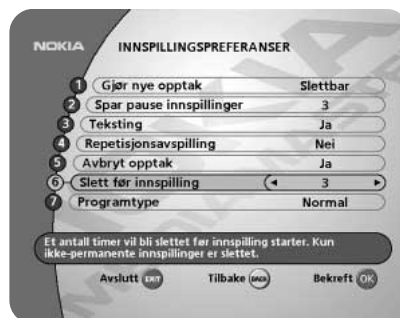 NOKIA INNSPILLINGSPREFERANSER
1 Gjør nye opptak Slettbar
2 Spar pause innspillinger 3
3 Teksting Ja
4 Repetisjonsavspilling Nei
5 Avbryt opptak Ja
6 Slett før innspilling 3
7 Programtype Normal
Et antall timer vil bli slettet før innspilling starter. Kun
ikke-permanente innspillinger er slettet.
Avslutt EXIT Tilbake BACK Bekreft OK